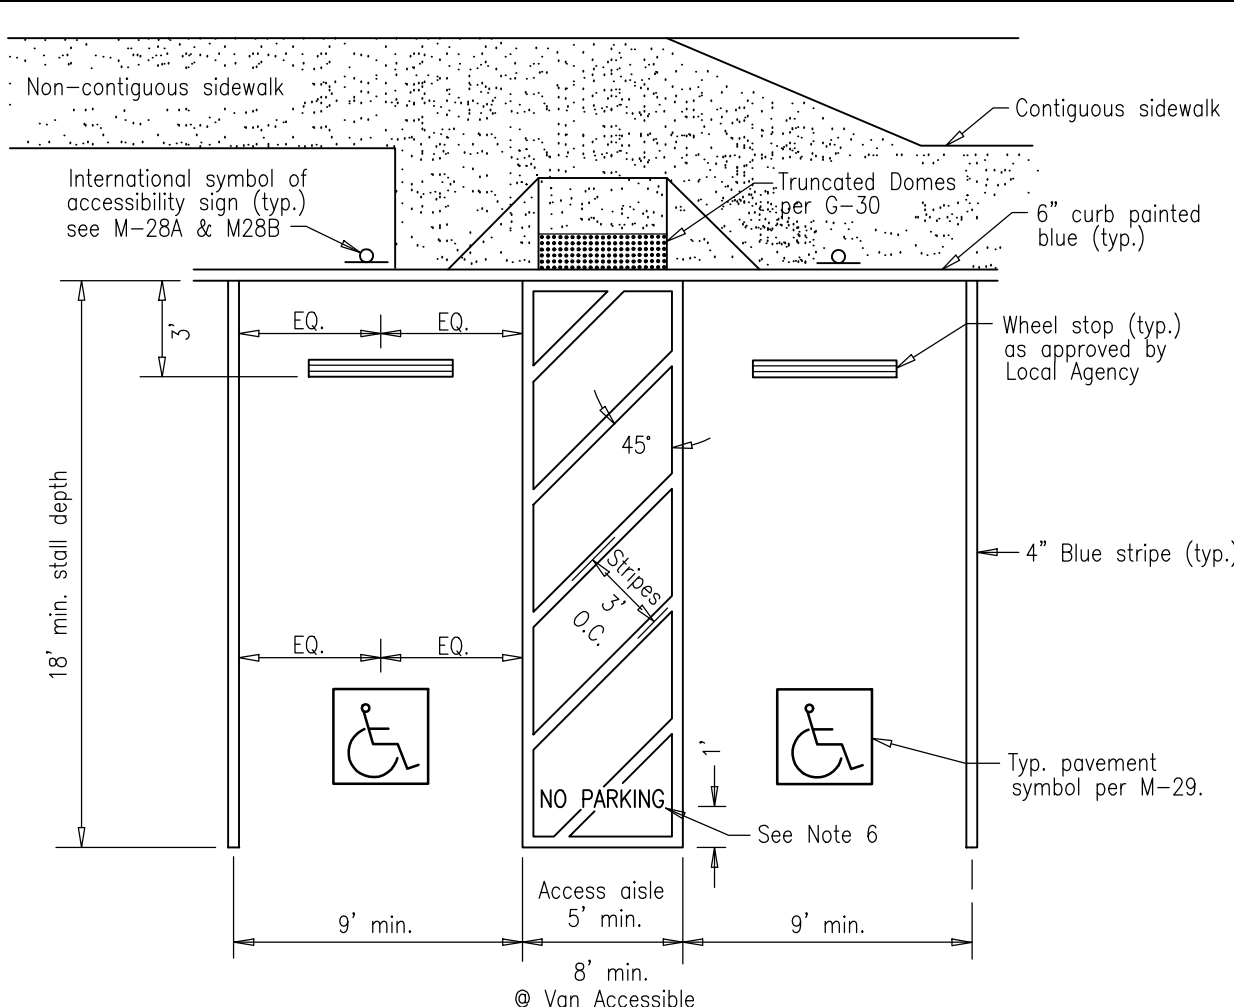 Non-contiguous sidewalk
Contiguous sidewalk
International symbol of
accessibility sign (typ.)
see M-28A & M28B
Truncated Domes
per G-30
6" curb painted
blue (typ.)
3'
EQ.
EQ.
Wheel stop (typ.)
as approved by
Local Agency
45°
18' min. stall depth
4" Blue stripe (typ.)
Stripes
3'
O.C.
EQ.
EQ.
1'
Typ. pavement
symbol per M-29.
NO PARKING
See Note 6
Access aisle
9' min.
5' min.
9' min.
8' min.
@ Van Accessible